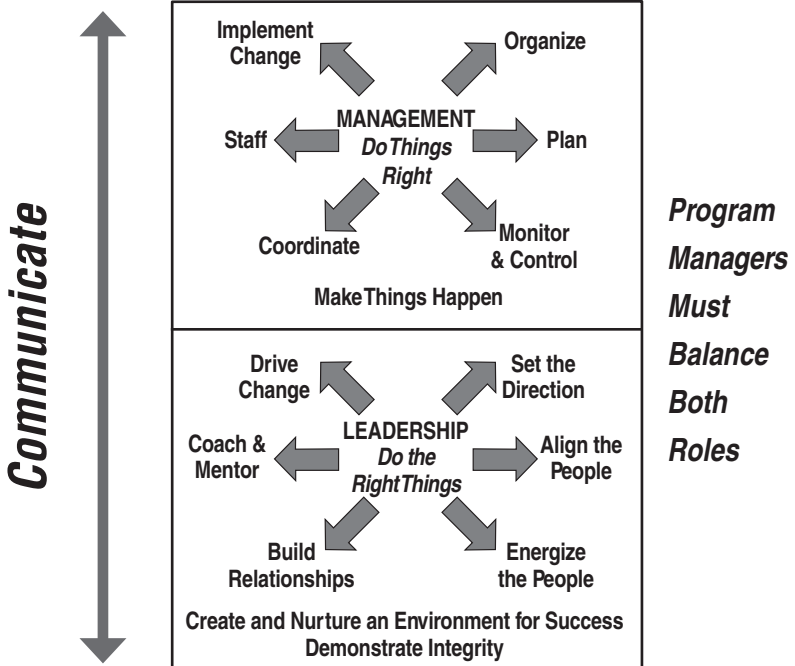 Communicate
Implement
Change
Organize
MANAGEMENT
Do Things
Right
Staff
Plan
Coordinate
Monitor
& Control
Make Things Happen
Drive
Change
Set the
Direction
LEADERSHIP
Do the
Right Things
Coach &
Mentor
Align the
People
Build
Relationships
Energize
the People
Create and Nurture an Environment for Success
Demonstrate Integrity
Program
Managers
Must
Balance
Both
Roles